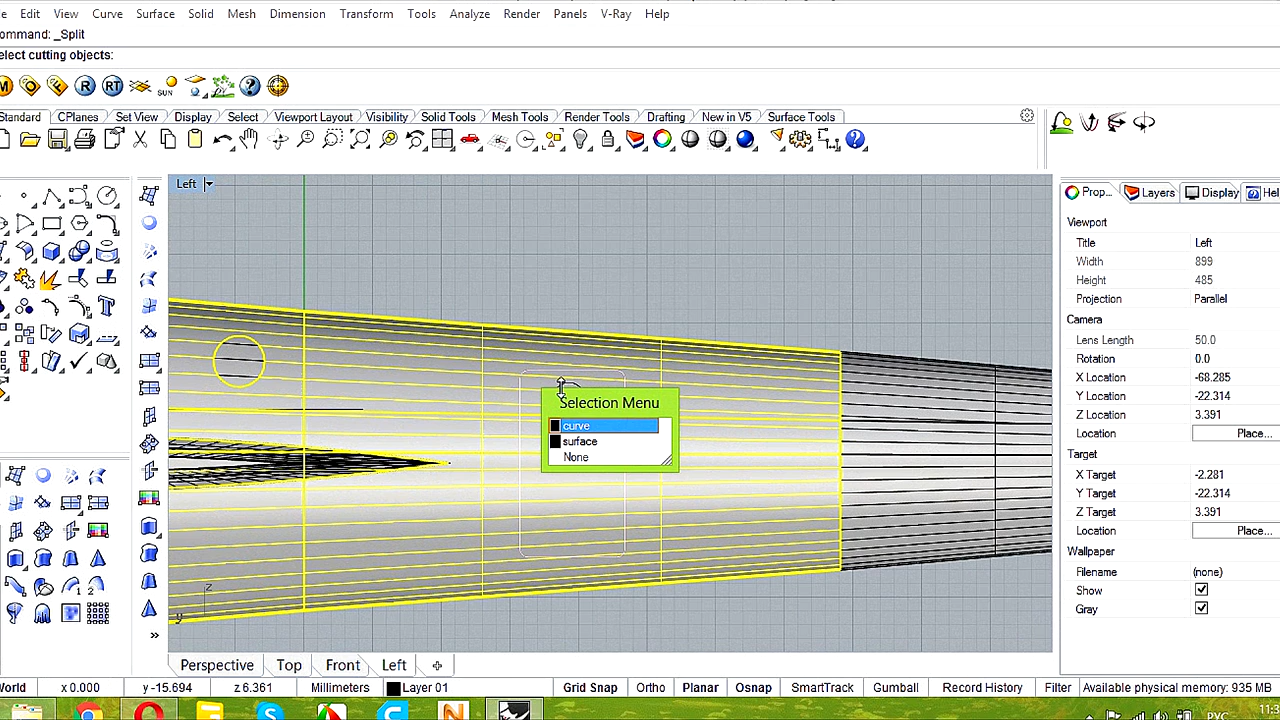 Edit View Curve Surface Solid Mesh Dimension Transform Tools Analyze Render Panels V-Ray Help
ommand: _Split
elect cutting objects:
SUN
Standard CPlanes Set View Display Select Viewport Layout Visibility Solid Tools Mesh Tools Render Tools Drafting New in V5 Surface Tools
Left
Prop... Layers Display Hel
Viewport
Title Left
Width 899
Height 485
Projection Parallel
Camera
Lens Length 50.0
Rotation 0.0
X Location -68.285
Y Location -22.314
Z Location 3.391
Location Place...
Target
X Target -2.281
Y Target -22.314
Z Target 3.391
Location Place...
Wallpaper
Filename (none)
Show
Gray
Selection Menu
curve
surface
None
z
y
Perspective Top Front Left
World x 0.000 y -15.694 z 6.361 Millimeters Layer 01 Grid Snap Ortho Planar Osnap SmartTrack Gumball Record History Filter Available physical memory: 935 MB
РУС 11:3